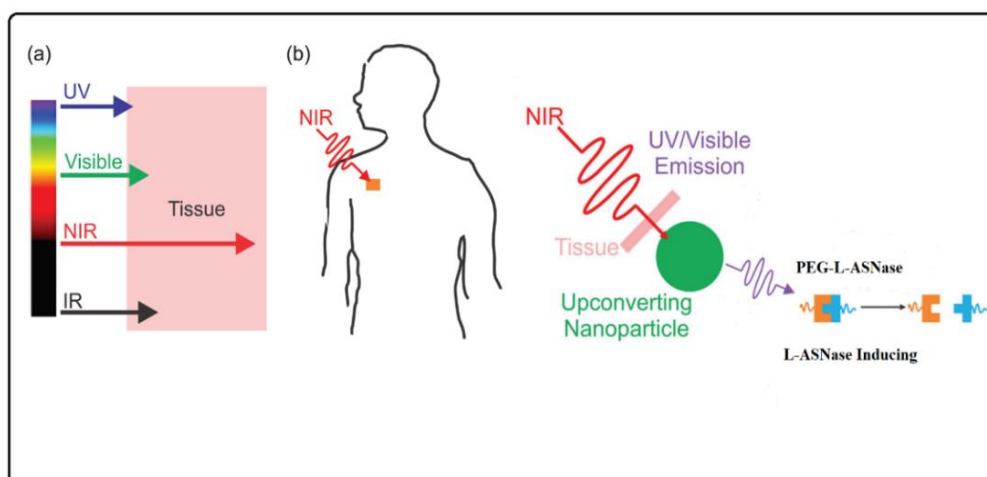 (a)
UV
Visible
NIR
IR
Tissue
(b)
NIR
NIR
UV/Visible
Emission
Tissue
Upconverting
Nanoparticle
PEG-L-ASNase
L-ASNase Inducing